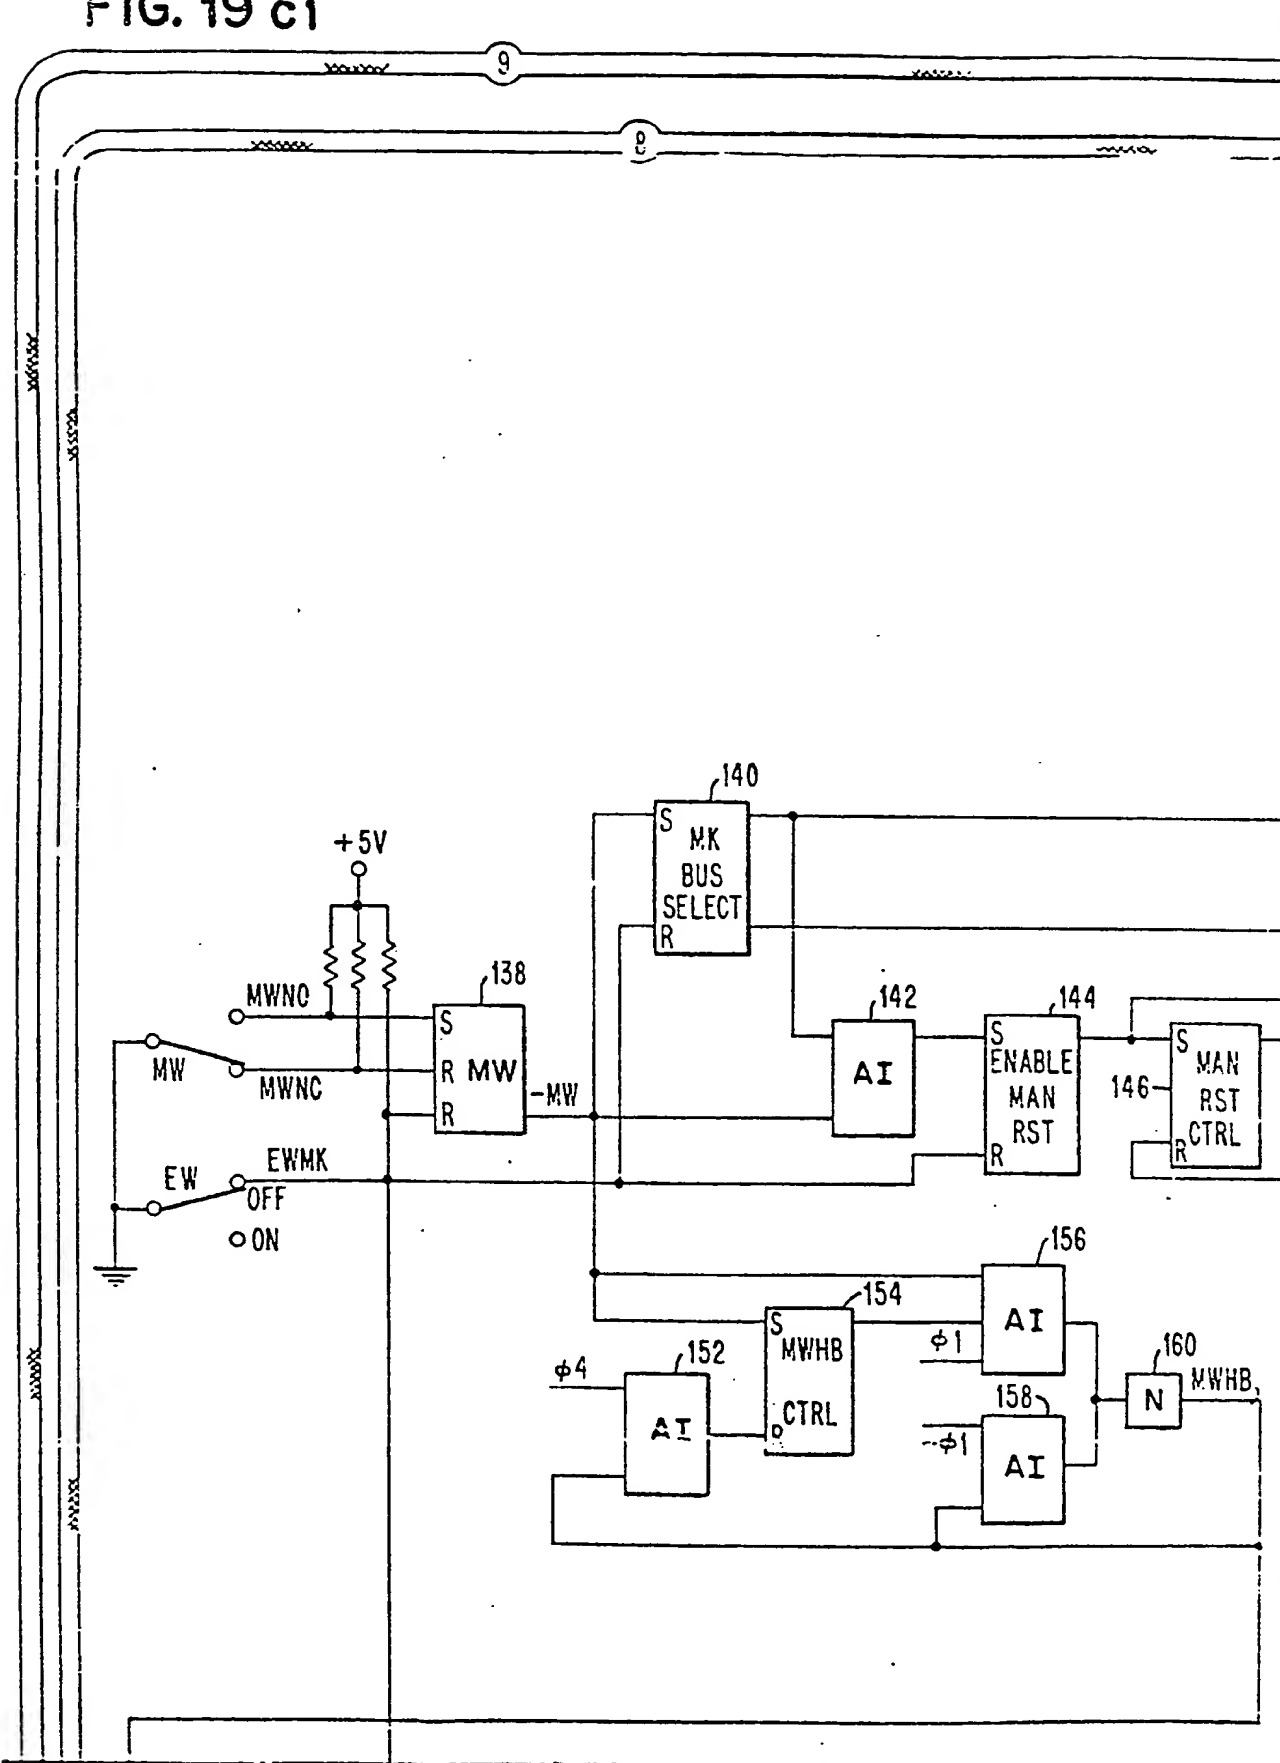 FIG. 19 c1
9
8
140
S
MK
BUS
SELECT
R
+5V
138
MWNO
S
R MW
R
-MW
MW
MWNC
142
AI
144
S
ENABLE
MAN
RST
R
146
S
MAN
RST
CTRL
R
EW
EWMK
OFF
ON
156
AI
154
S
MWHB
CTRL
R
φ1
152
φ4
AI
158
-φ1
AI
160
N
MWHB